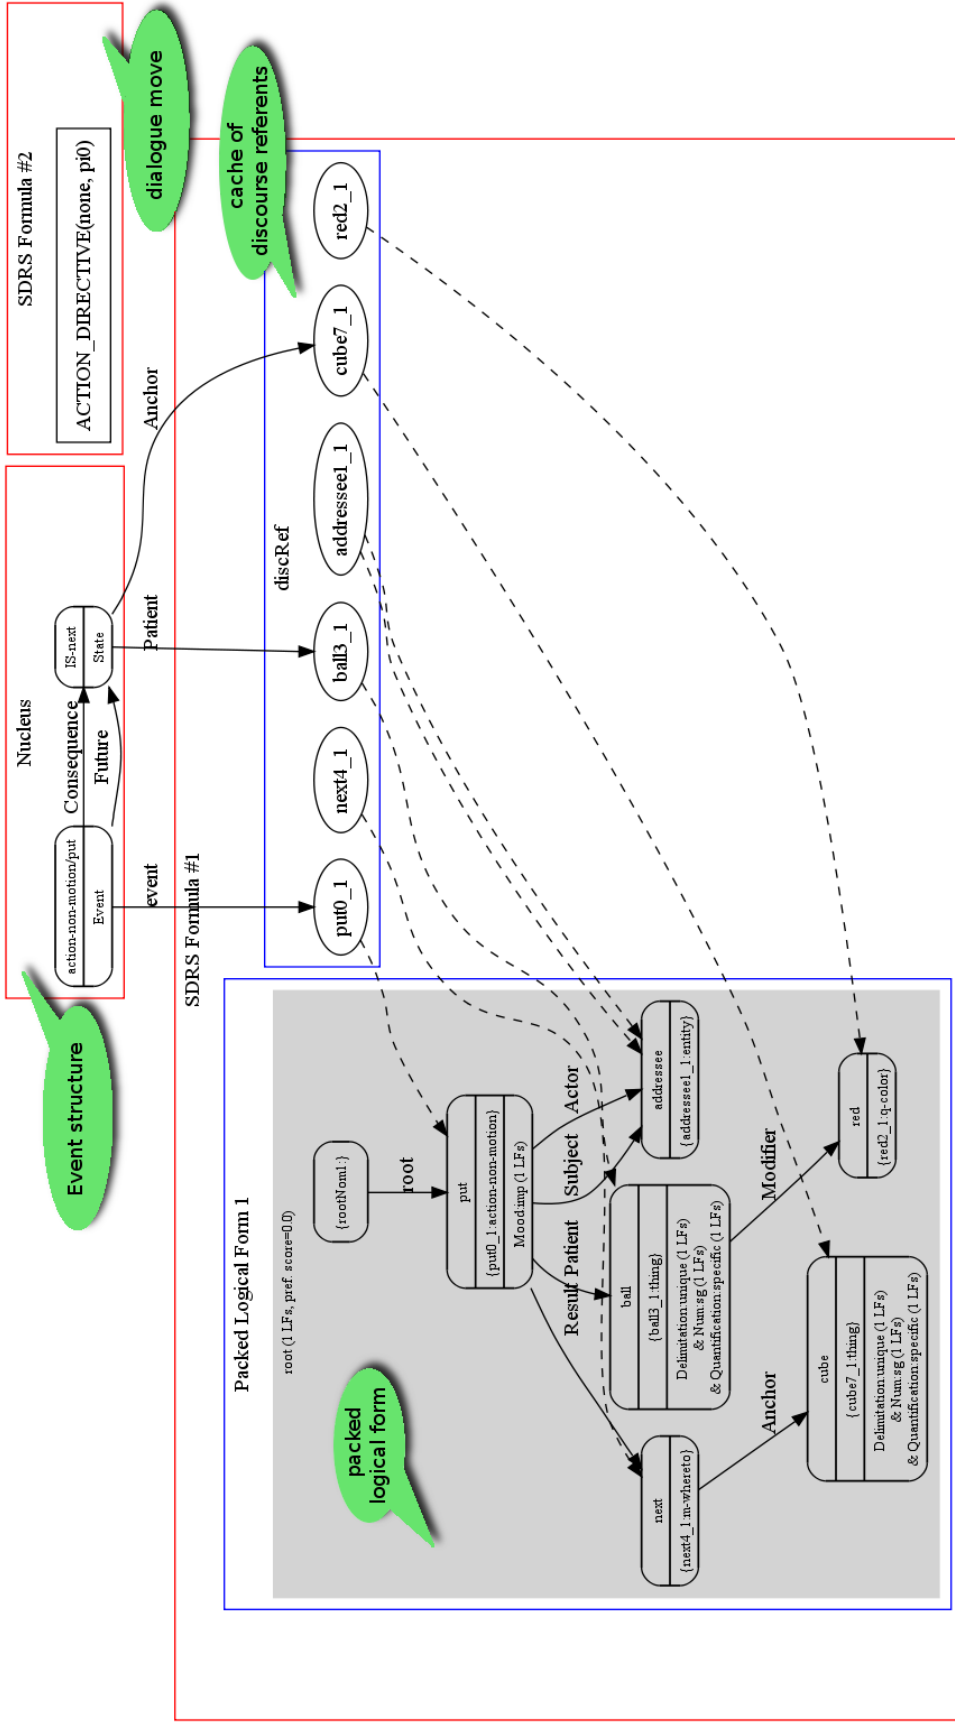 Event structure
Nucleus
action-non-motion/put
Event
Consequence
Future
IS-next
State
SDRS Formula #2
ACTION_DIRECTIVE(none, pi0)
dialogue move
event
Patient
Anchor
SDRS Formula #1
cache of
discourse referents
discRef
put0_1
next4_1
ball3_1
addressee1_1
cube7_1
red2_1
Packed Logical Form 1
root (1 LFs, pref. score=0.0)
packed
logical form
{rootNom1:}
root
put
{put0_1:action-non-motion}
Mood:imp (1 LFs)
Result
Patient
Subject
Actor
next
{next4_1:m-whereto}
ball
{ball3_1:thing}
Delimitation:unique (1 LFs)
& Num:sg (1 LFs)
& Quantification:specific (1 LFs)
addressee
{addressee1_1:entity}
Anchor
Modifier
cube
{cube7_1:thing}
Delimitation:unique (1 LFs)
& Num:sg (1 LFs)
& Quantification:specific (1 LFs)
red
{red2_1:q-color}